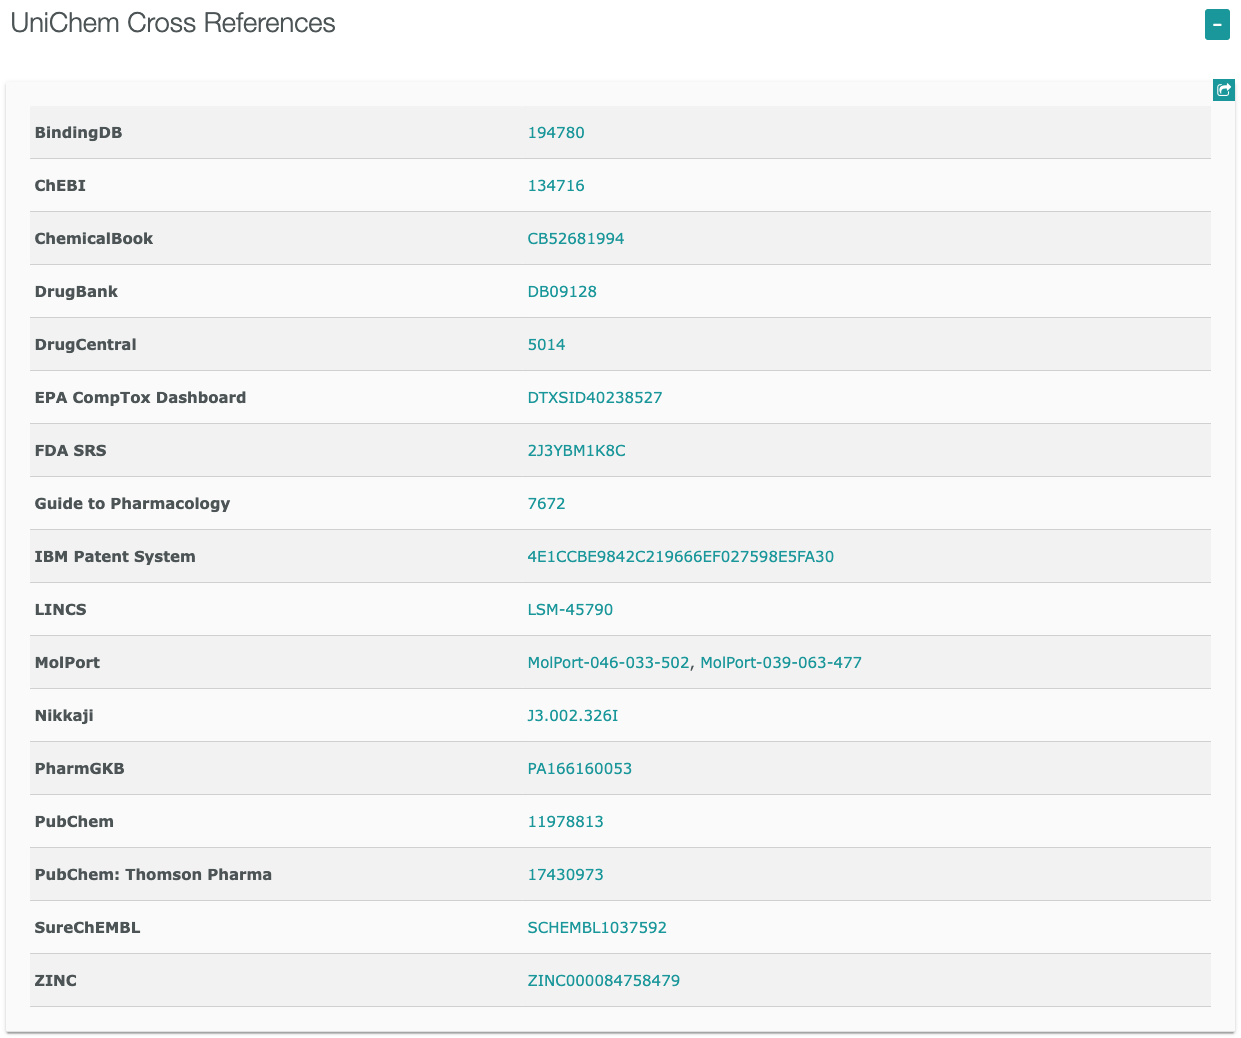 UniChem Cross References
-
BindingDB 194780
ChEBI 134716
ChemicalBook CB52681994
DrugBank DB09128
DrugCentral 5014
EPA CompTox Dashboard DTXSID40238527
FDA SRS 2J3YBM1K8C
Guide to Pharmacology 7672
IBM Patent System 4E1CCBE9842C219666EF027598E5FA30
LINCS LSM-45790
MolPort MolPort-046-033-502, MolPort-039-063-477
Nikkaji J3.002.326I
PharmGKB PA166160053
PubChem 11978813
PubChem: Thomson Pharma 17430973
SureChEMBL SCHEMBL1037592
ZINC ZINC000084758479